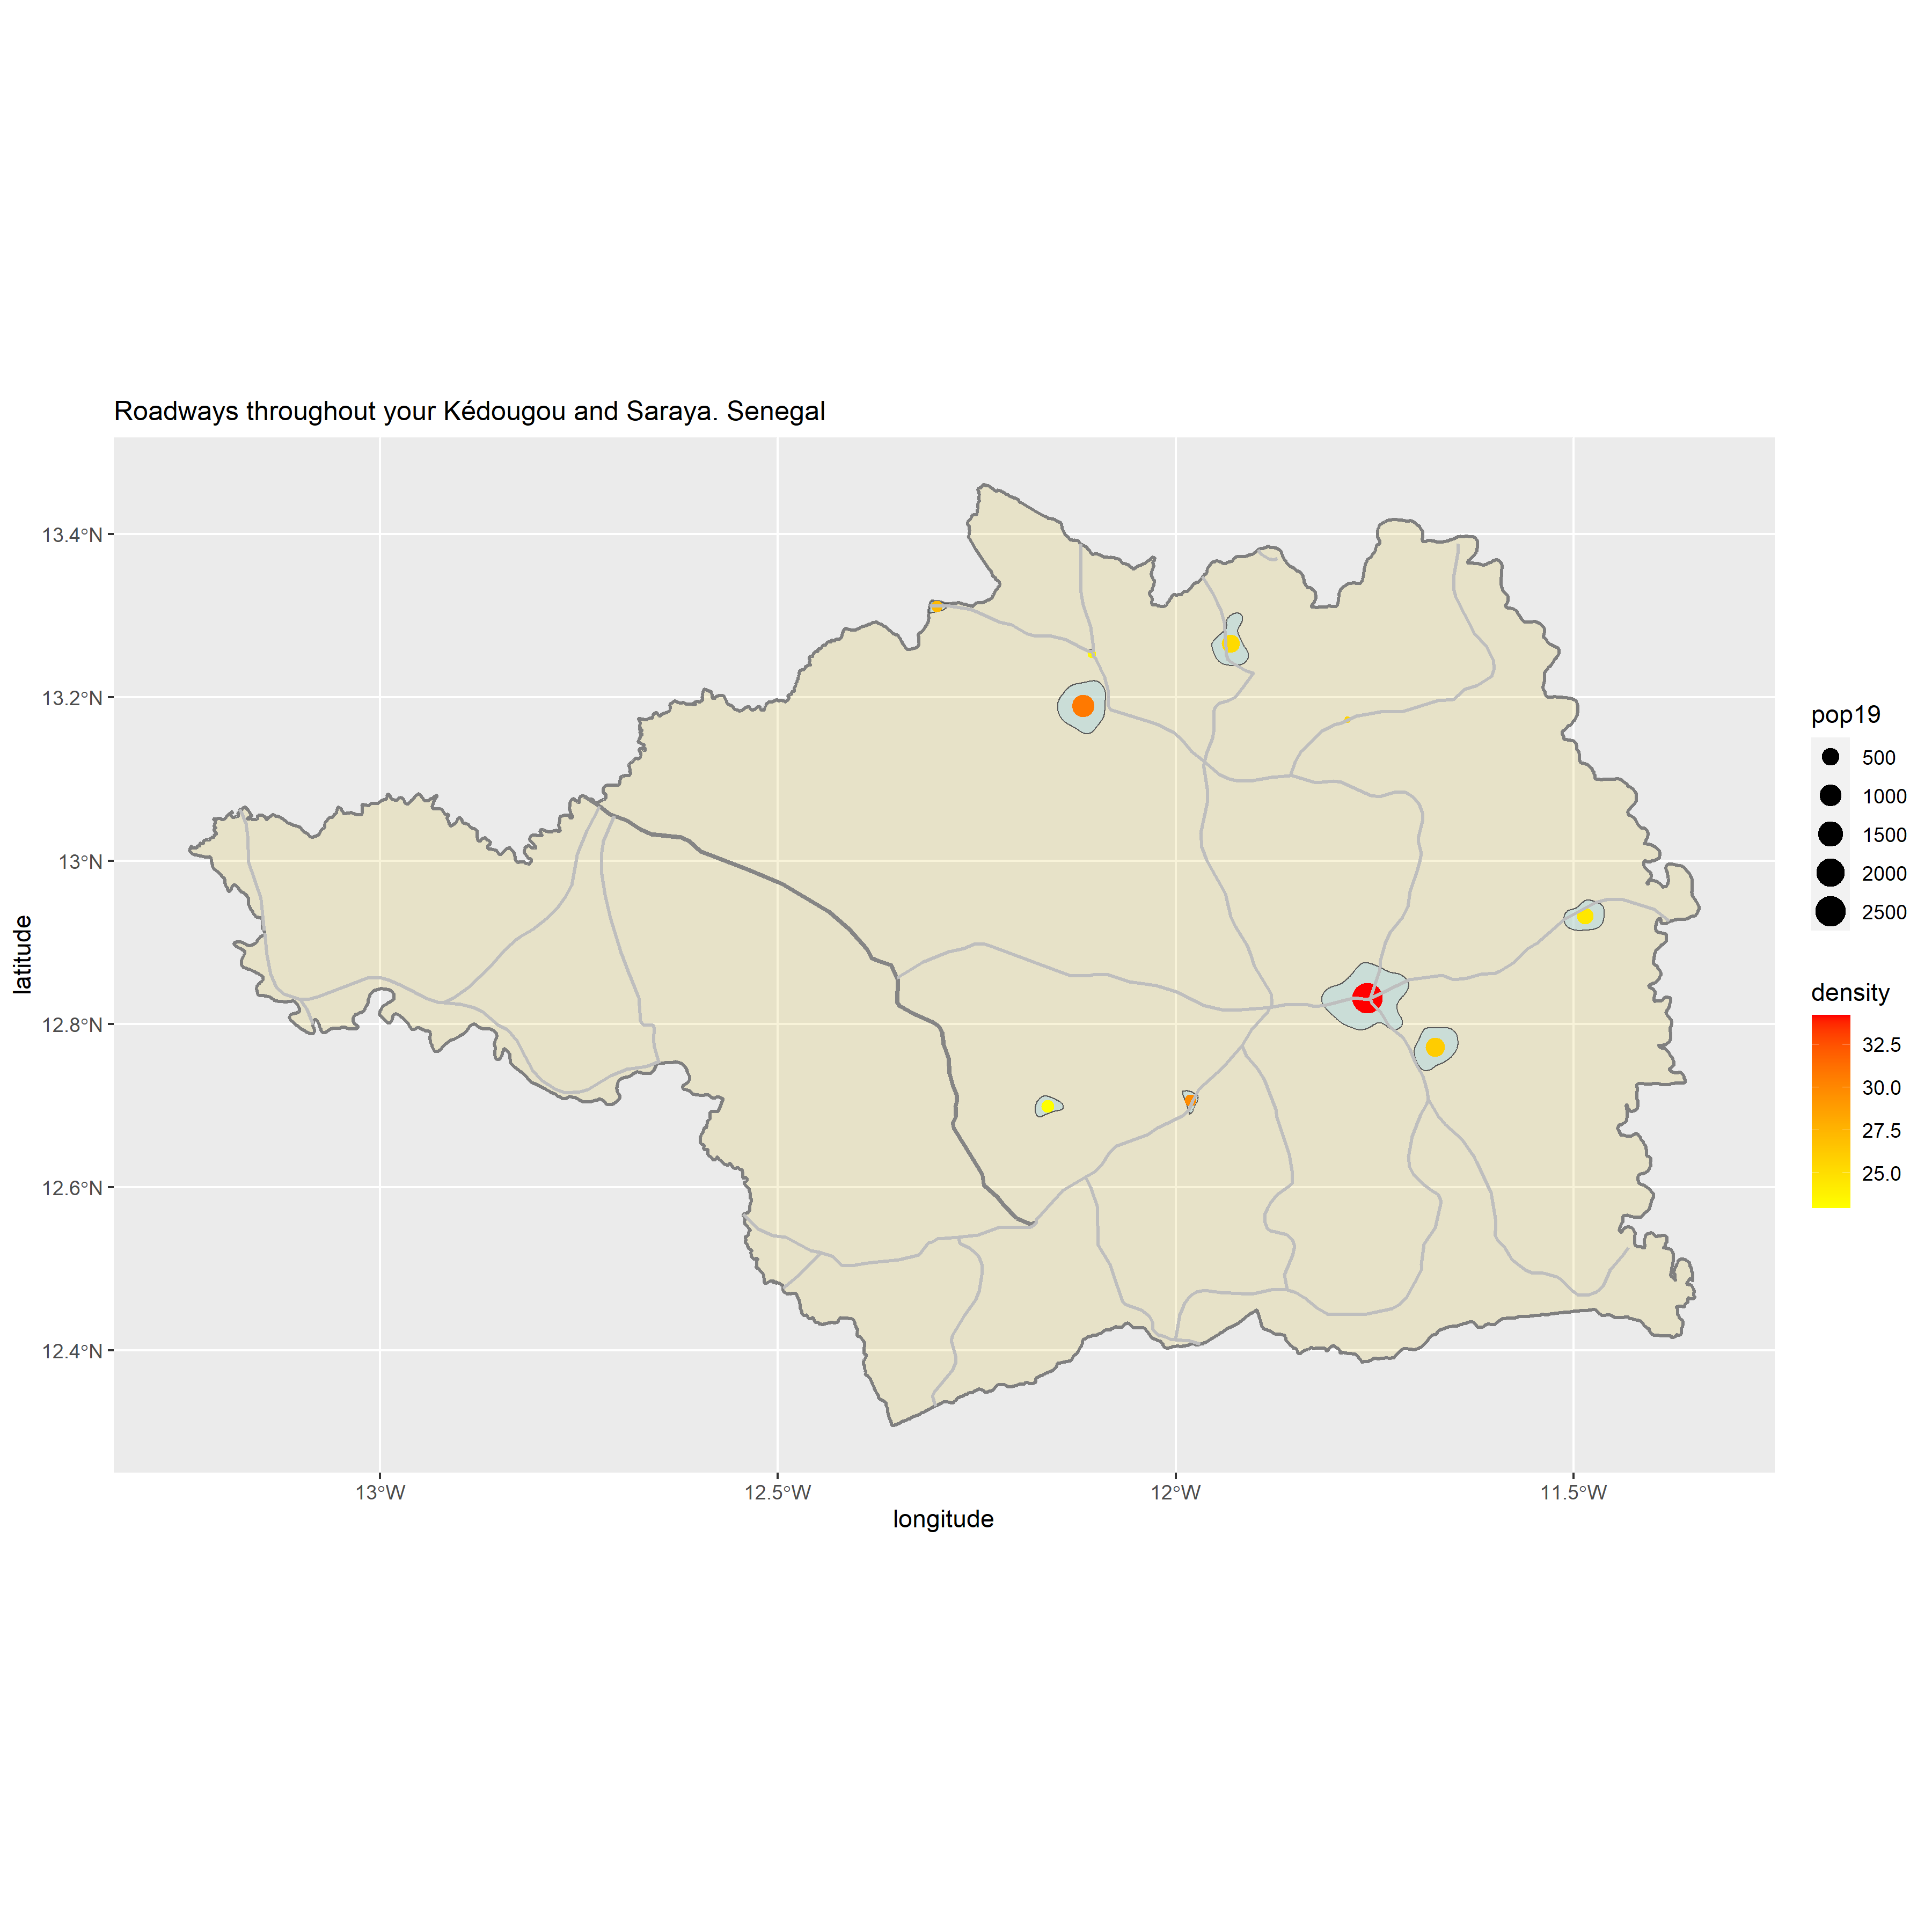 Roadways throughout your Kédougou and Saraya. Senegal
13.4°N
13.2°N
13°N
12.8°N
12.6°N
12.4°N
latitude
13°W
12.5°W
12°W
11.5°W
longitude
pop19
500
1000
1500
2000
2500
density
32.5
30.0
27.5
25.0